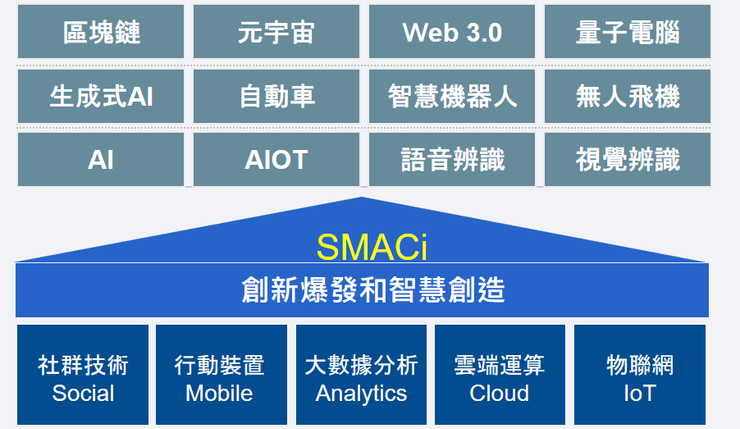 區塊鏈
元宇宙
Web 3.0
量子電腦
生成式AI
自動車
智慧機器人
無人飛機
AI
AIOT
語音辨識
視覺辨識
SMACi
創新爆發和智慧創造
社群技術
Social
行動裝置
Mobile
大數據分析
Analytics
雲端運算
Cloud
物聯網
IoT